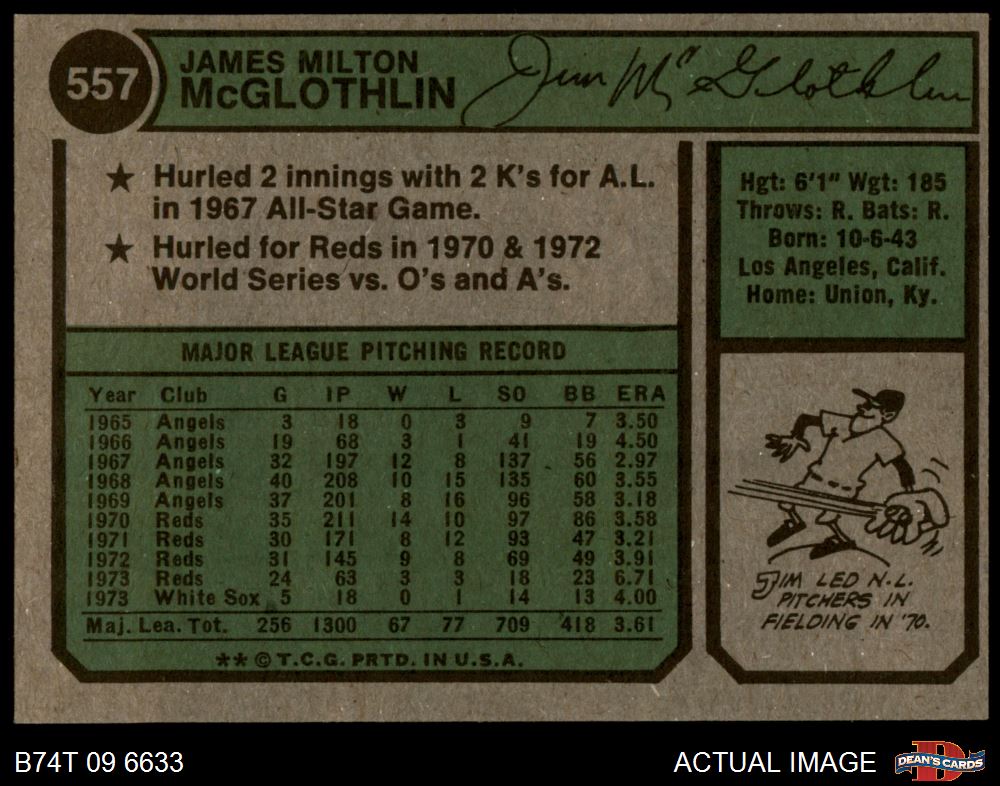 557
JAMES MILTON
McGLOTHLIN
Jim McGlothlin
★ Hurled 2 innings with 2 K's for A.L.
in 1967 All-Star Game.
★ Hurled for Reds in 1970 & 1972
World Series vs. O's and A's.
Hgt: 6'1" Wgt: 185
Throws: R. Bats: R.
Born: 10-6-43
Los Angeles, Calif.
Home: Union, Ky.
MAJOR LEAGUE PITCHING RECORD
Year Club G IP W L SO BB ERA
1965 Angels 3 18 0 3 9 7 3.50
1966 Angels 19 68 3 1 41 19 4.50
1967 Angels 32 197 12 8 137 56 2.97
1968 Angels 40 208 10 15 135 60 3.55
1969 Angels 37 201 8 16 96 58 3.18
1970 Reds 35 211 14 10 97 86 3.58
1971 Reds 30 171 8 12 93 47 3.21
1972 Reds 31 145 9 8 69 49 3.91
1973 Reds 24 63 3 3 18 23 6.71
1973 White Sox 5 18 0 1 14 13 4.00
Maj. Lea. Tot. 256 1300 67 77 709 418 3.61
**©T.C.G. PRTD. IN U.S.A.
JIM LED N.L.
PITCHERS IN
FIELDING IN '70.
B74T 09 6633
ACTUAL IMAGE
D
DEAN'S CARDS